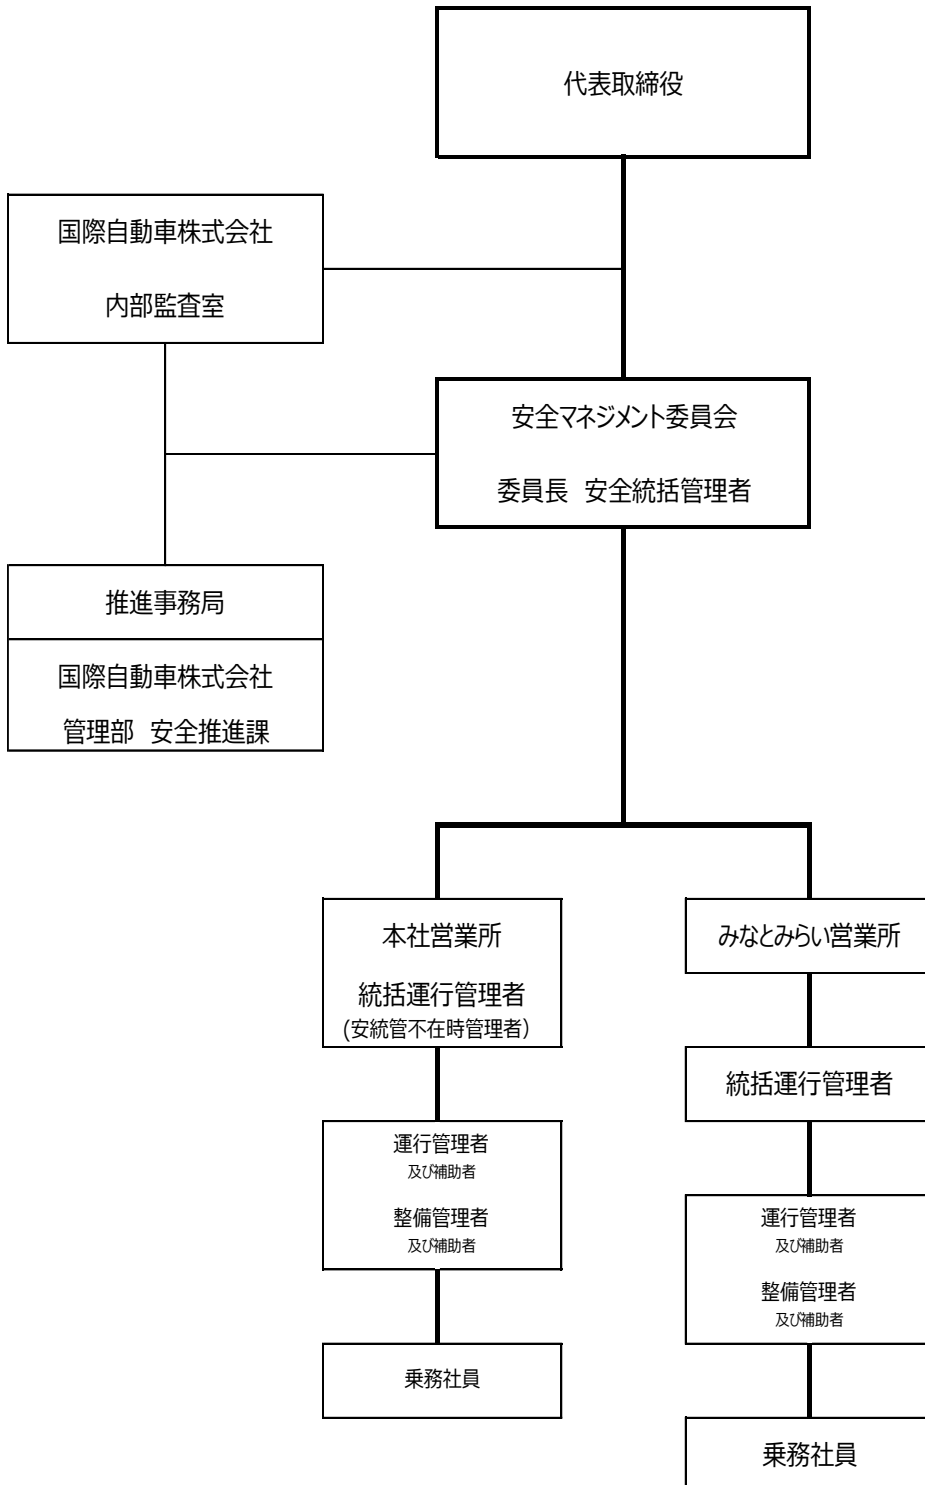 代表取締役
国際自動車株式会社
内部監査室
安全マネジメント委員会
委員長 安全統括管理者
推進事務局
国際自動車株式会社
管理部 安全推進課
本社営業所
統括運行管理者
(安統管不在時管理者)
運行管理者
及び補助者
整備管理者
及び補助者
乗務社員
みなとみらい営業所
統括運行管理者
運行管理者
及び補助者
整備管理者
及び補助者
乗務社員